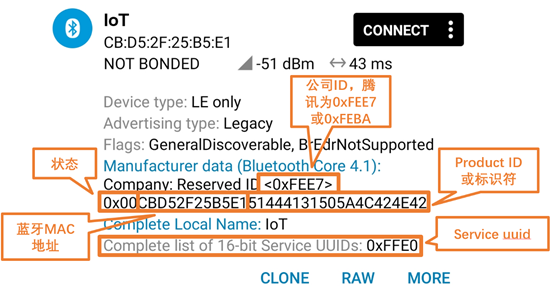 IoT
CONNECT
CB:D5:2F:25:B5:E1
NOT BONDED
-51 dBm
43 ms
公司ID，腾
讯为0xFEE7
或0xFEBA
Device type: LE only
Advertising type: Legacy
Flags: GeneralDiscoverable, BrEdrNotSupported
状态
Manufacturer data (Bluetooth Core 4.1):
Company: Reserved ID <0xFEE7>
Product ID
或标识符
0x00CBD52F25B5E151444131505A4C424E42
蓝牙MAC
地址
Complete Local Name: IoT
Complete list of 16-bit Service UUIDs: 0xFFE0
Service uuid
CLONE
RAW
MORE